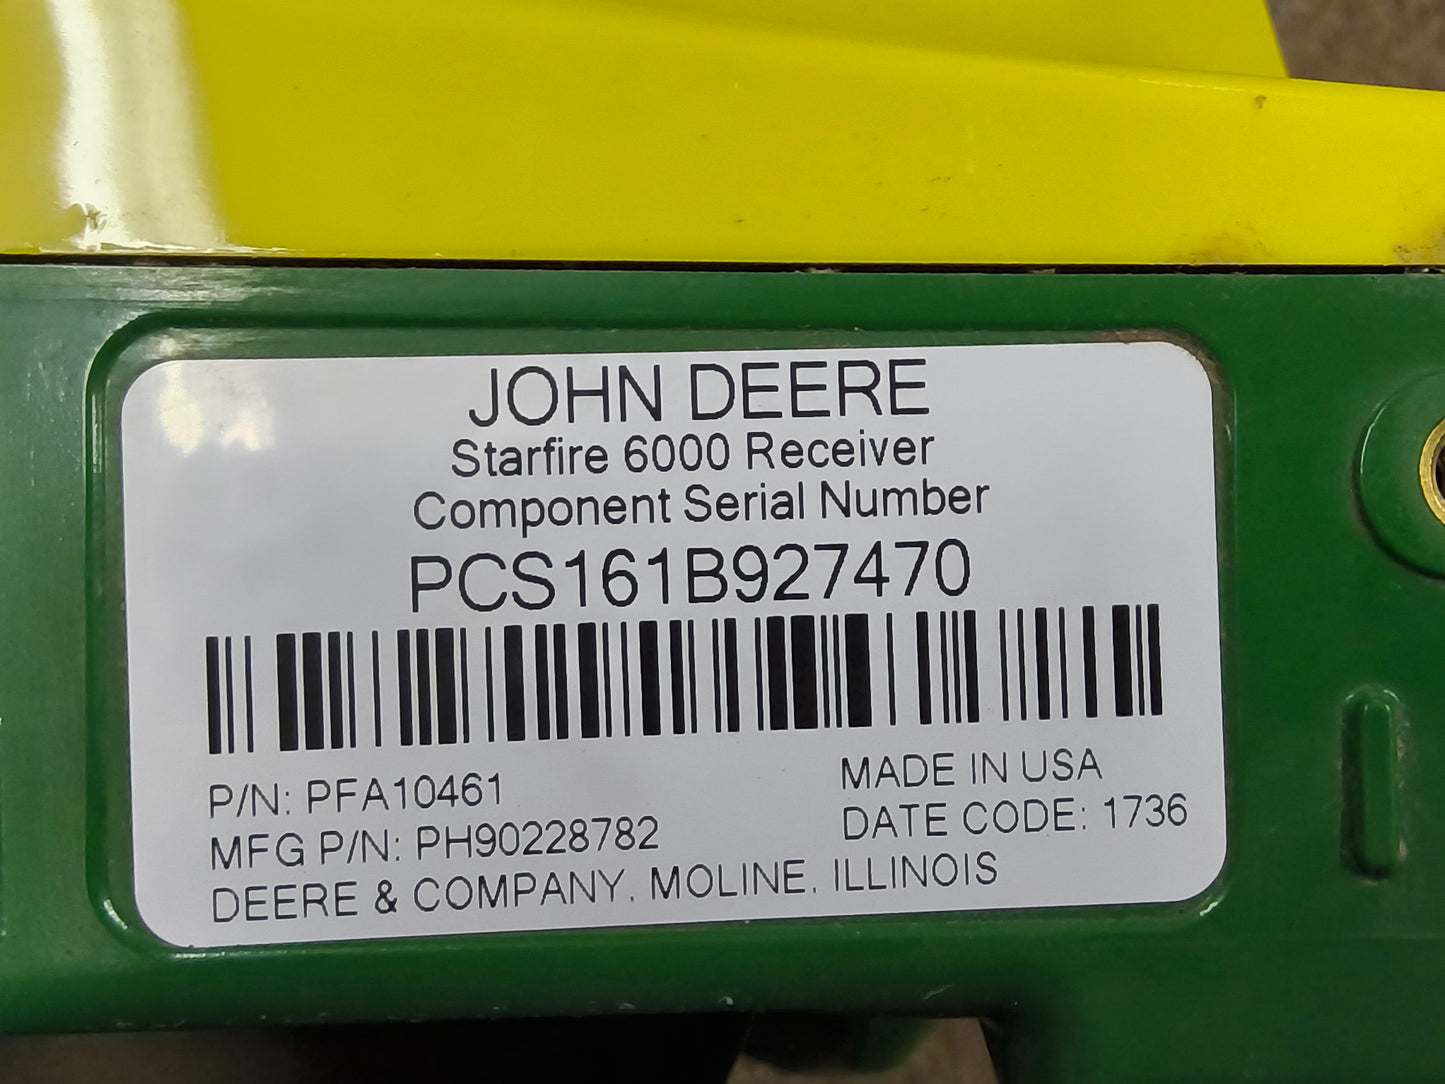 JOHN DEERE
Starfire 6000 Receiver
Component Serial Number
PCS161B927470
P/N: PFA10461
MADE IN USA
MFG P/N: PH90228782
DATE CODE: 1736
DEERE & COMPANY, MOLINE, ILLINOIS